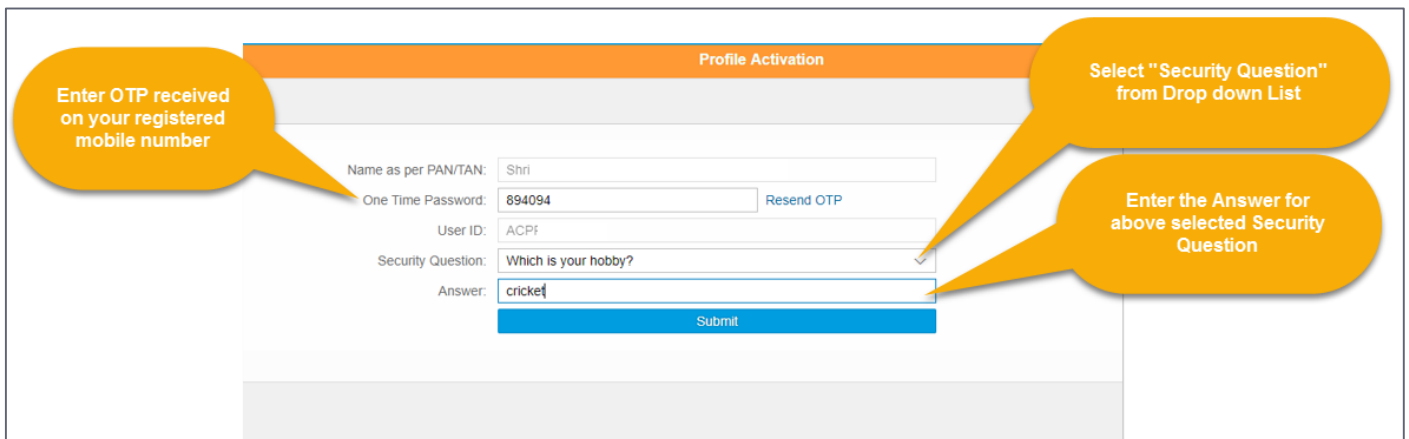 Profile Activation
Enter OTP received
on your registered
mobile number
Select "Security Question"
from Drop down List
Name as per PAN/TAN: Shri
One Time Password: 894094 Resend OTP
User ID: ACPF
Security Question: Which is your hobby?
Answer: cricket
Submit
Enter the Answer for
above selected Security
Question